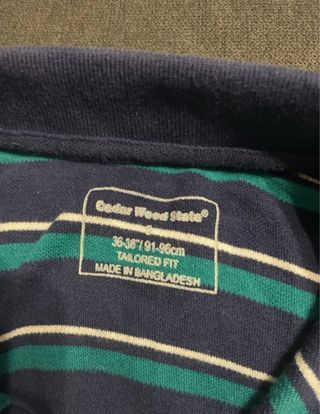 Cedar Wood State®
S
36-38"/91-96cm
TAILORED FIT
MADE IN BANGLADESH